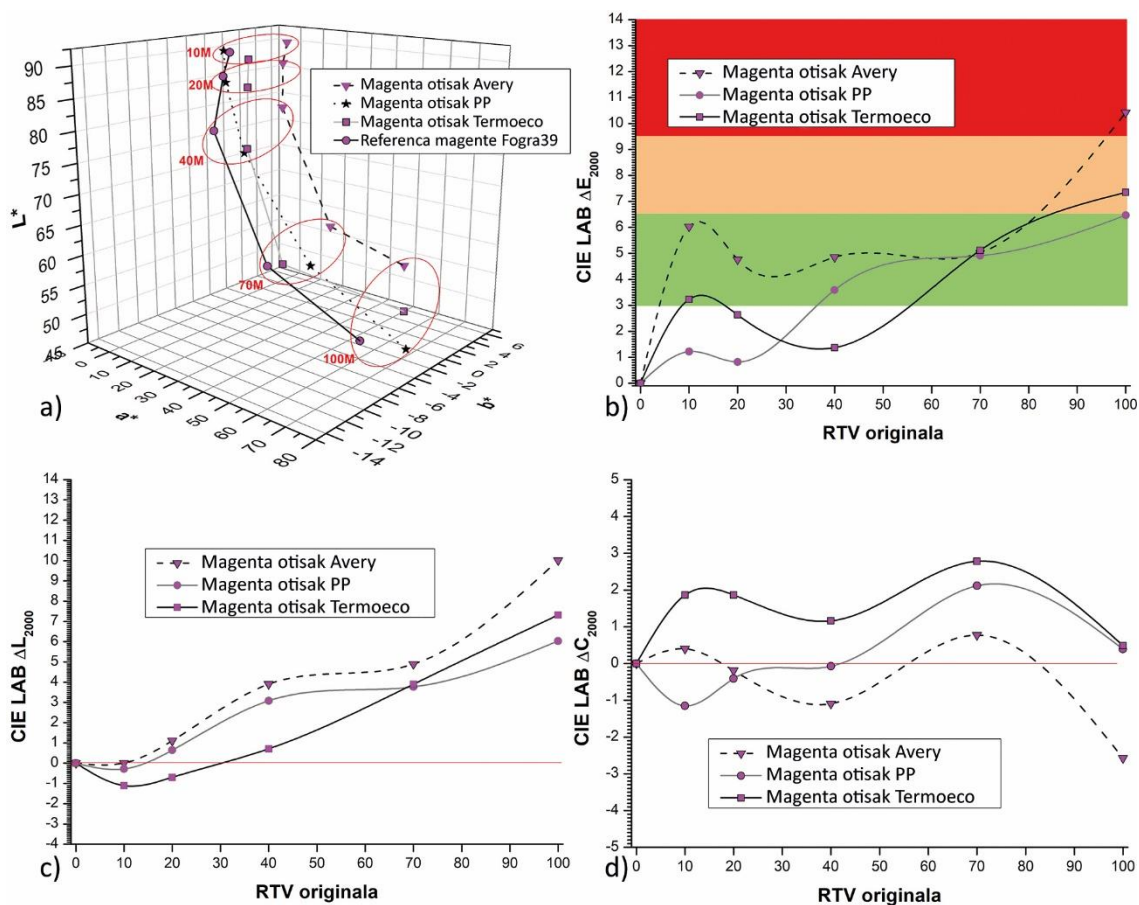 a)
L*
90
85
80
75
70
65
60
55
50
45
10M
20M
40M
70M
100M
Magenta otisak Avery
Magenta otisak PP
Magenta otisak Termoeco
Referenca magente Fogra39
0
10
20
30
40
50
60
70
80
a*
6
4
2
0
-2
-4
-6
-8
-10
-12
-14
b*
b)
CIE LAB ΔE2000
14
13
12
11
10
9
8
7
6
5
4
3
2
1
0
Magenta otisak Avery
Magenta otisak PP
Magenta otisak Termoeco
0 10 20 30 40 50 60 70 80 90 100
RTV originala
c)
CIE LAB ΔL2000
14
13
12
11
10
9
8
7
6
5
4
3
2
1
0
-1
-2
-3
-4
Magenta otisak Avery
Magenta otisak PP
Magenta otisak Termoeco
0 10 20 30 40 50 60 70 80 90 100
RTV originala
d)
CIE LAB ΔC2000
5
4
3
2
1
0
-1
-2
-3
-4
-5
Magenta otisak Avery
Magenta otisak PP
Magenta otisak Termoeco
0 10 20 30 40 50 60 70 80 90 100
RTV originala